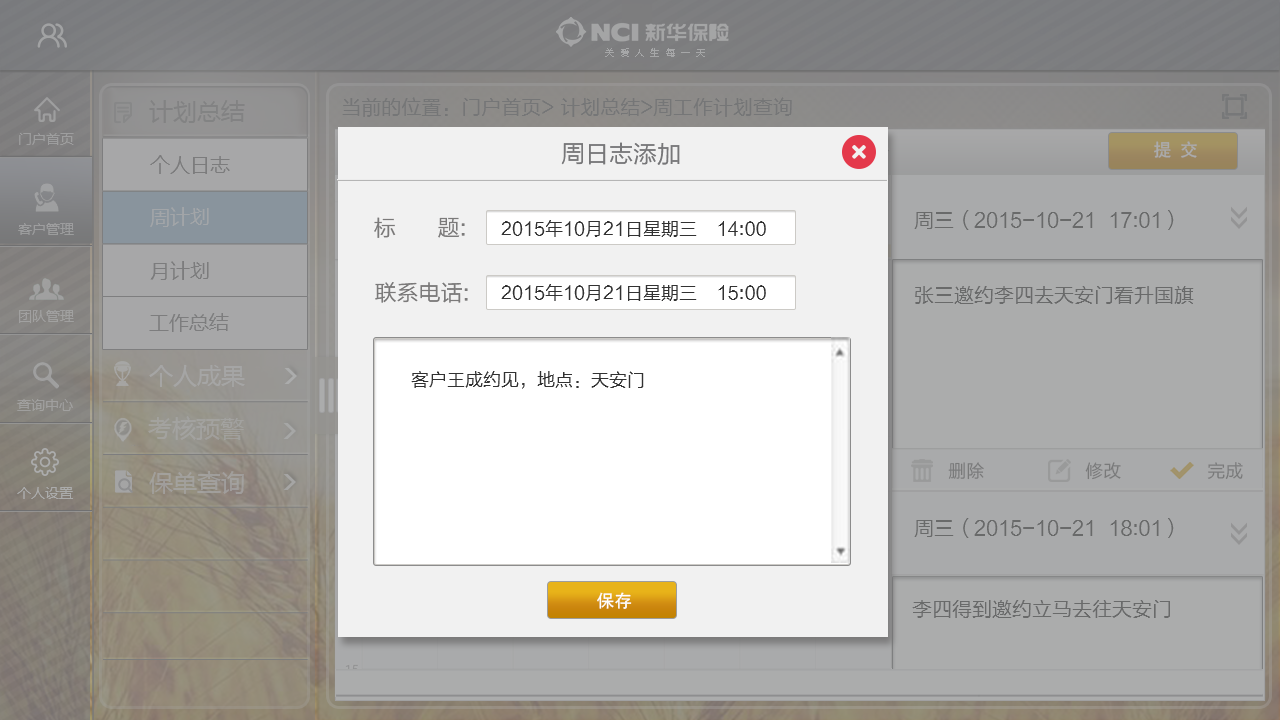 NCI 新华保险
关爱人生每一天
门户首页
客户管理
团队管理
查询中心
个人设置
计划总结
个人日志
周计划
月计划
工作总结
个人成果
考核预警
保单查询
当前的位置：门户首页> 计划总结>周工作计划查询
提 交
周三（2015-10-21 17:01）
张三邀约李四去天安门看升国旗
删除 修改 完成
周三（2015-10-21 18:01）
李四得到邀约立马去往天安门
15
周日志添加
标 题： 2015年10月21日星期三 14:00
联系电话： 2015年10月21日星期三 15:00
客户王成约见，地点：天安门
保存